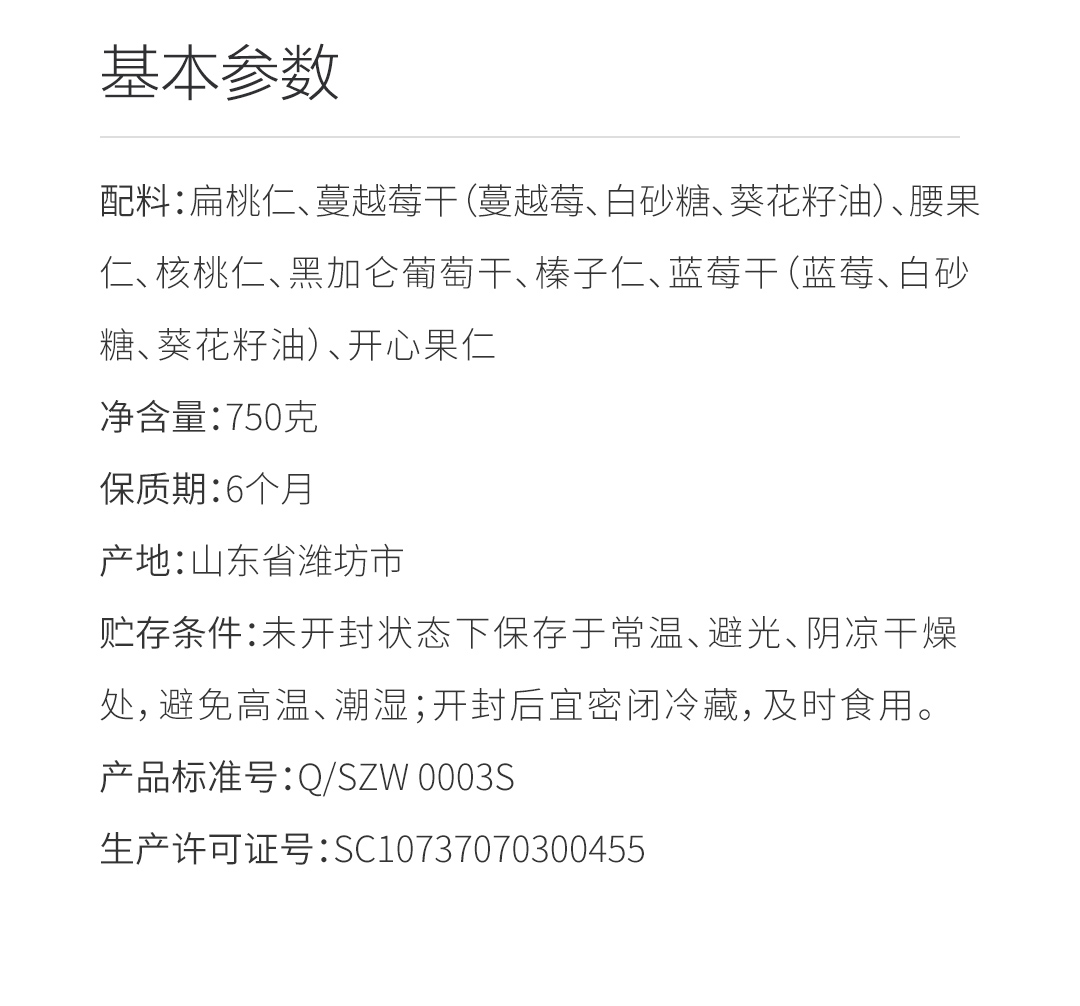 基本参数
配料：扁桃仁、蔓越莓干（蔓越莓、白砂糖、葵花籽油）、腰果
仁、核桃仁、黑加仑葡萄干、榛子仁、蓝莓干（蓝莓、白砂
糖、葵花籽油）、开心果仁
净含量：750克
保质期：6个月
产地：山东省潍坊市
贮存条件：未开封状态下保存于常温、避光、阴凉干燥
处，避免高温、潮湿；开封后宜密闭冷藏，及时食用。
产品标准号：Q/SZW 0003S
生产许可证号：SC10737070300455